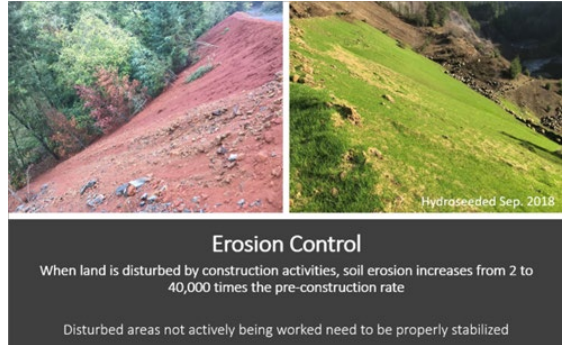 Hydroseeded Sep. 2018
Erosion Control
When land is disturbed by construction activities, soil erosion increases from 2 to
40,000 times the pre-construction rate
Disturbed areas not actively being worked need to be properly stabilized